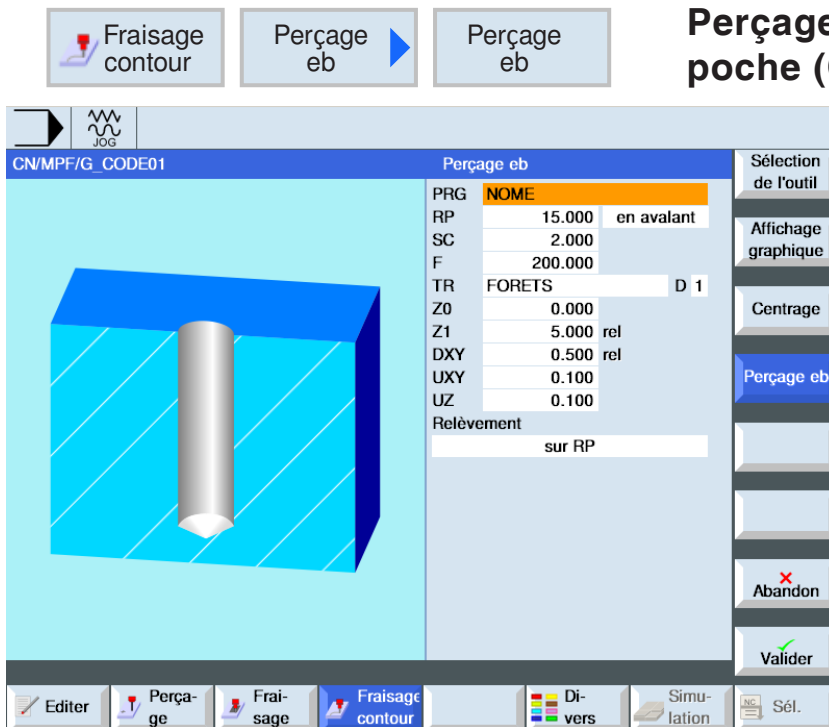 Fraisage
contour
Perçage
eb
Perçage
eb
Perçage
poche (
JOG
CN/MPF/G_CODE01
Perçage eb
PRG NOME
RP 15.000 en avalant
SC 2.000
F 200.000
TR FORETS D 1
Z0 0.000
Z1 5.000 rel
DXY 0.500 rel
UXY 0.100
UZ 0.100
Relèvement
sur RP
Sélection
de l'outil
Affichage
graphique
Centrage
Perçage eb
Abandon
Valider
Editer
Perça-
ge
Frai-
sage
Fraisage
contour
Di-
vers
Simu-
lation
NC
Sél.